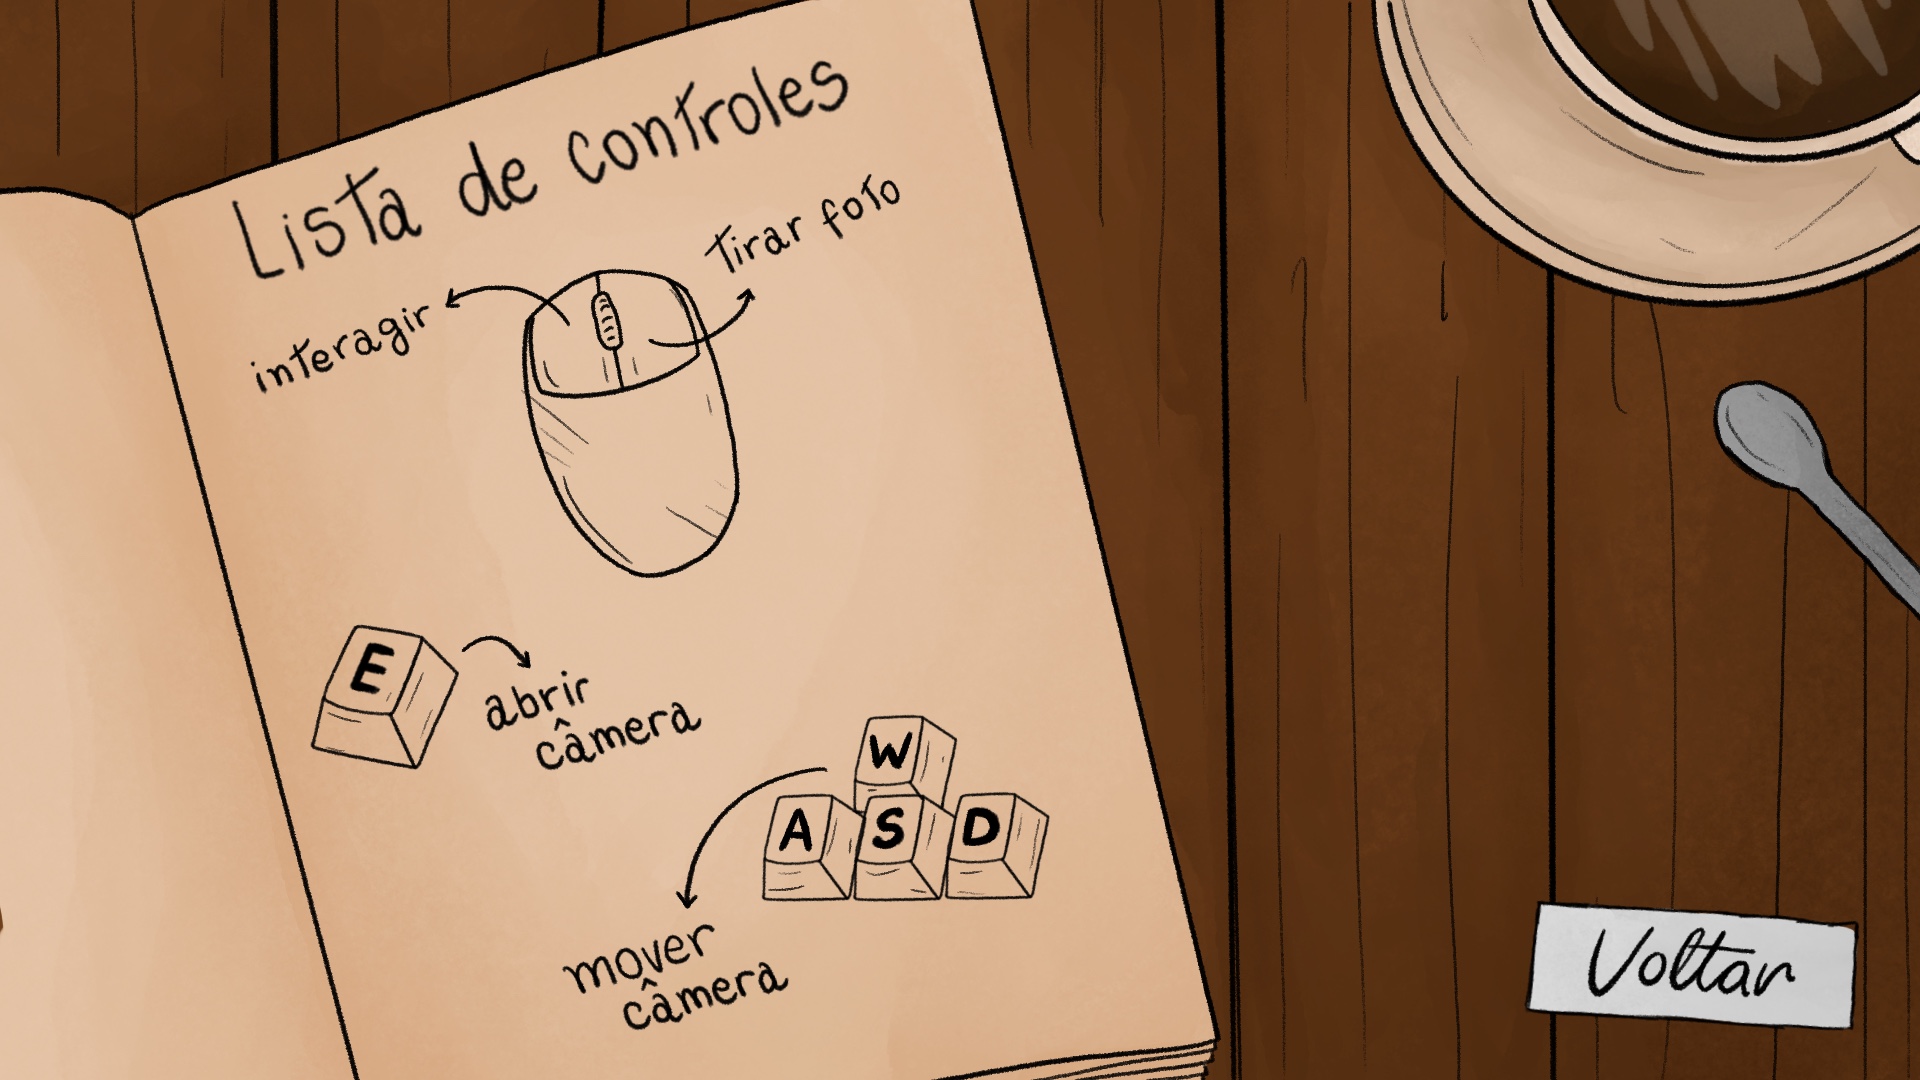 Lista de controles
Tirar foto
interagir
E
abrir
câmera
W
A S D
mover
câmera
Voltar